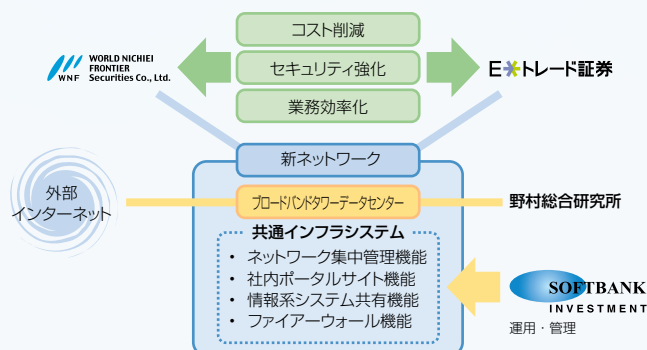 コスト削減
セキュリティ強化
業務効率化
WNF
WORLD NICHIEI
FRONTIER
Securities Co., Ltd.
E*トレード証券
新ネットワーク
外部
インターネット
ブロードバンドタワーデータセンター
野村総合研究所
共通インフラシステム
・ネットワーク集中管理機能
・社内ポータルサイト機能
・情報系システム共有機能
・ファイアーウォール機能
SOFTBANK
INVESTMENT
運用・管理